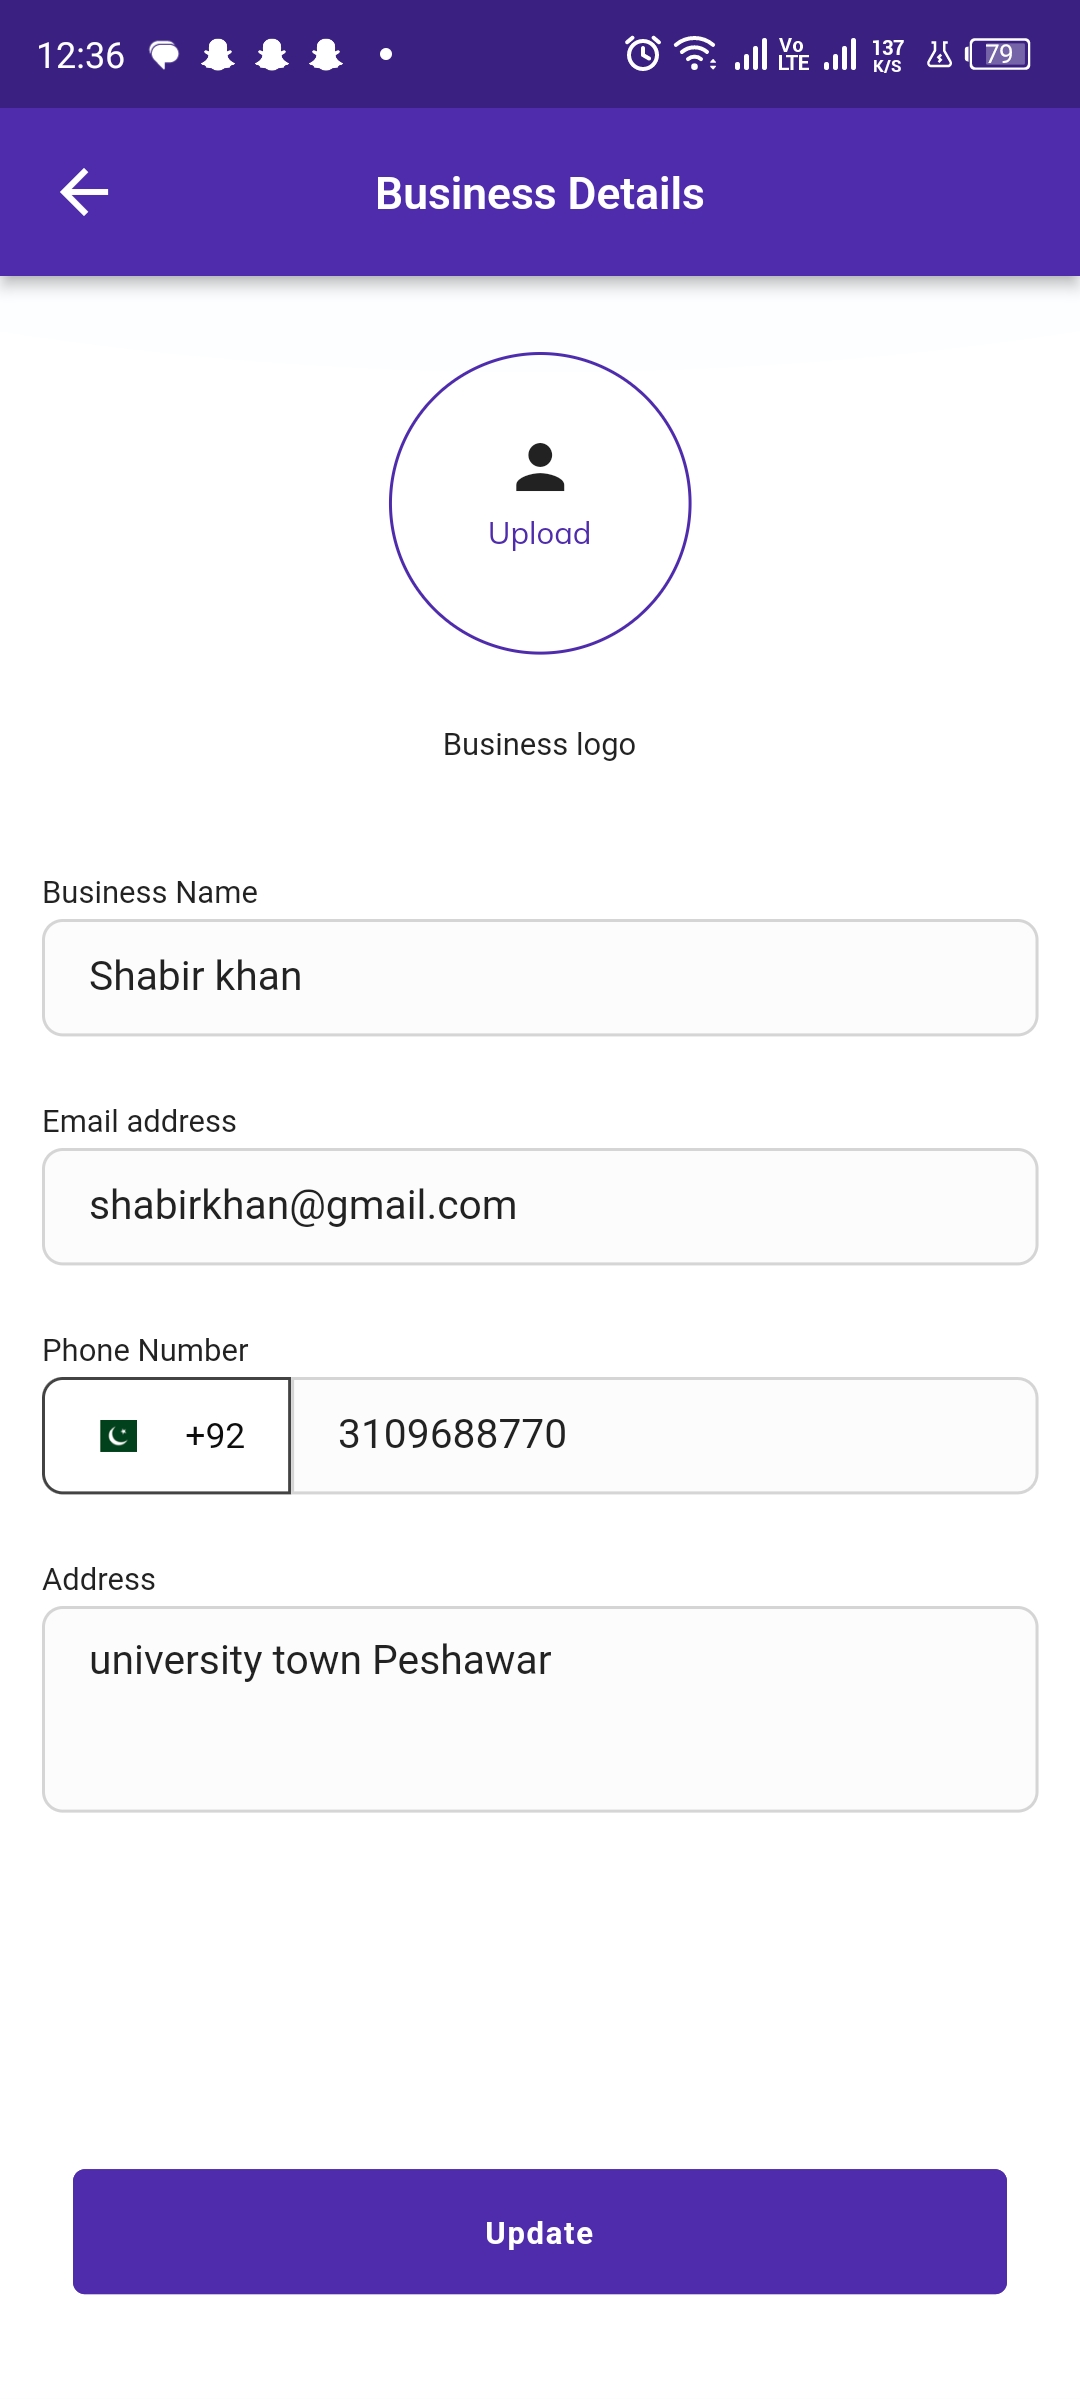 12:36 Vo LTE 137 K/S 79
Business Details
Upload
Business logo
Business Name
Shabir khan
Email address
shabirkhan@gmail.com
Phone Number
+92 3109688770
Address
university town Peshawar
Update